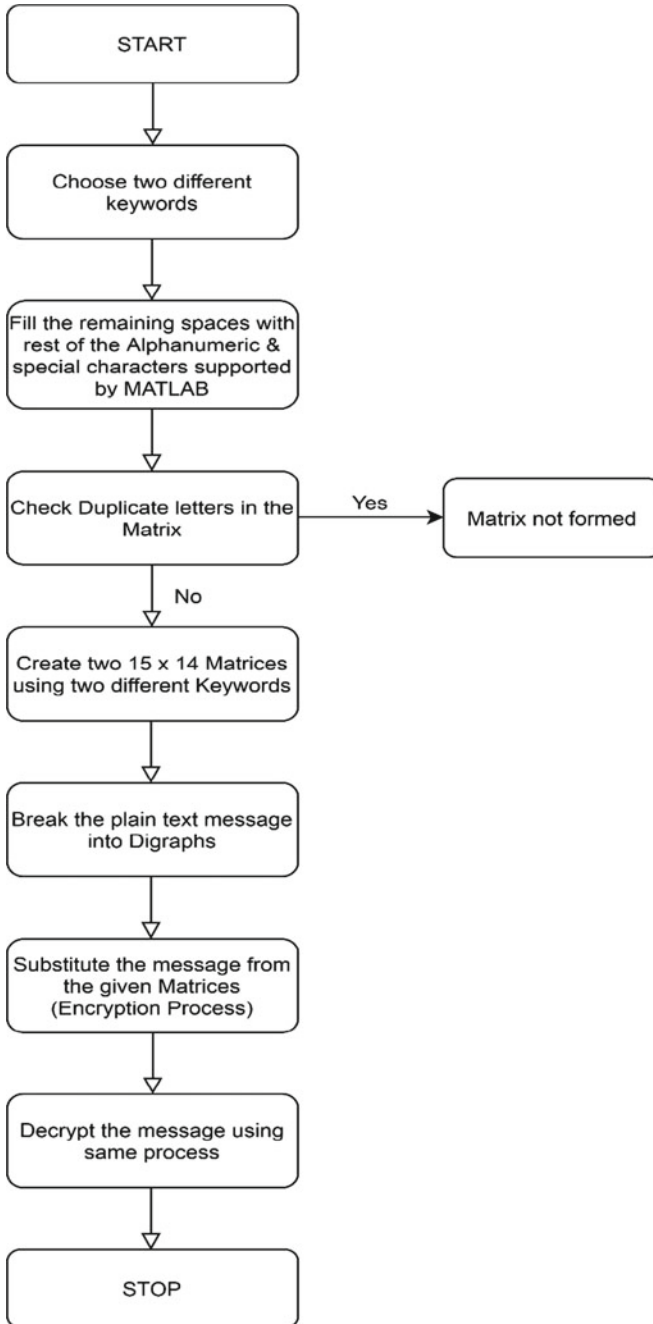 START
Choose two different
keywords
Fill the remaining spaces with
rest of the Alphanumeric &
special characters supported
by MATLAB
Check Duplicate letters in the
Matrix
Yes
Matrix not formed
No
Create two 15 x 14 Matrices
using two different Keywords
Break the plain text message
into Digraphs
Substitute the message from
the given Matrices
(Encryption Process)
Decrypt the message using
same process
STOP